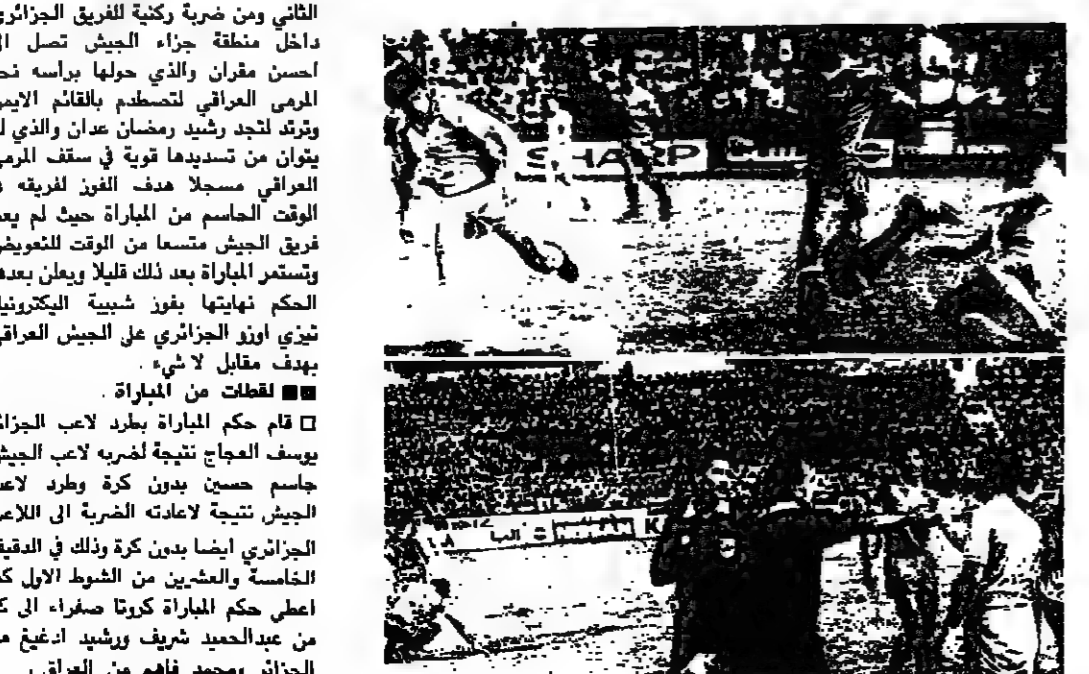 الثاني ومن ضربة ركنية للفريق الجزائري
داخل منطقة جزاء الجيش تصل ال
احسن مقران والذي حولها براسه نح
المرمى العراقي لتصطدم بالقائم الايم
وترتد لتجد رشيد رمضان عدان والذي ل
يتوان من تسديدها قوية في سقف المرم
العراقي مسجلا هدف الفوز لفريقه ف
الوقت الحاسم من المباراة حيث لم يع
فريق الجيش متسعا من الوقت للتعويض
وتستمر المباراة بعد ذلك قليلا ويعلن بعده
الحكم نهايتها بفوز شبيبة اليكتروني
تيزي اوزو الجزائري على الجيش العراقي
بهدف مقابل لا شيء .
■■ لقطات من المباراة .
□ قام حكم المباراة بطرد لاعب الجزائ
يوسف العجاج نتيجة لضربه لاعب الجيش
جاسم حسين بدون كرة وطرد لاع
الجيش نتيجة لاعادته الضربة الى اللاع
الجزائري ايضا بدون كرة وذلك في الدقيق
الخامسة والعشرين من الشوط الاول ك
اعطى حكم المباراة كروتا صفراء الى ك
من عبدالحميد شريف ورشيد ادغيغ م
الجزائر ومحمد فاهم من العراق .
SHARP